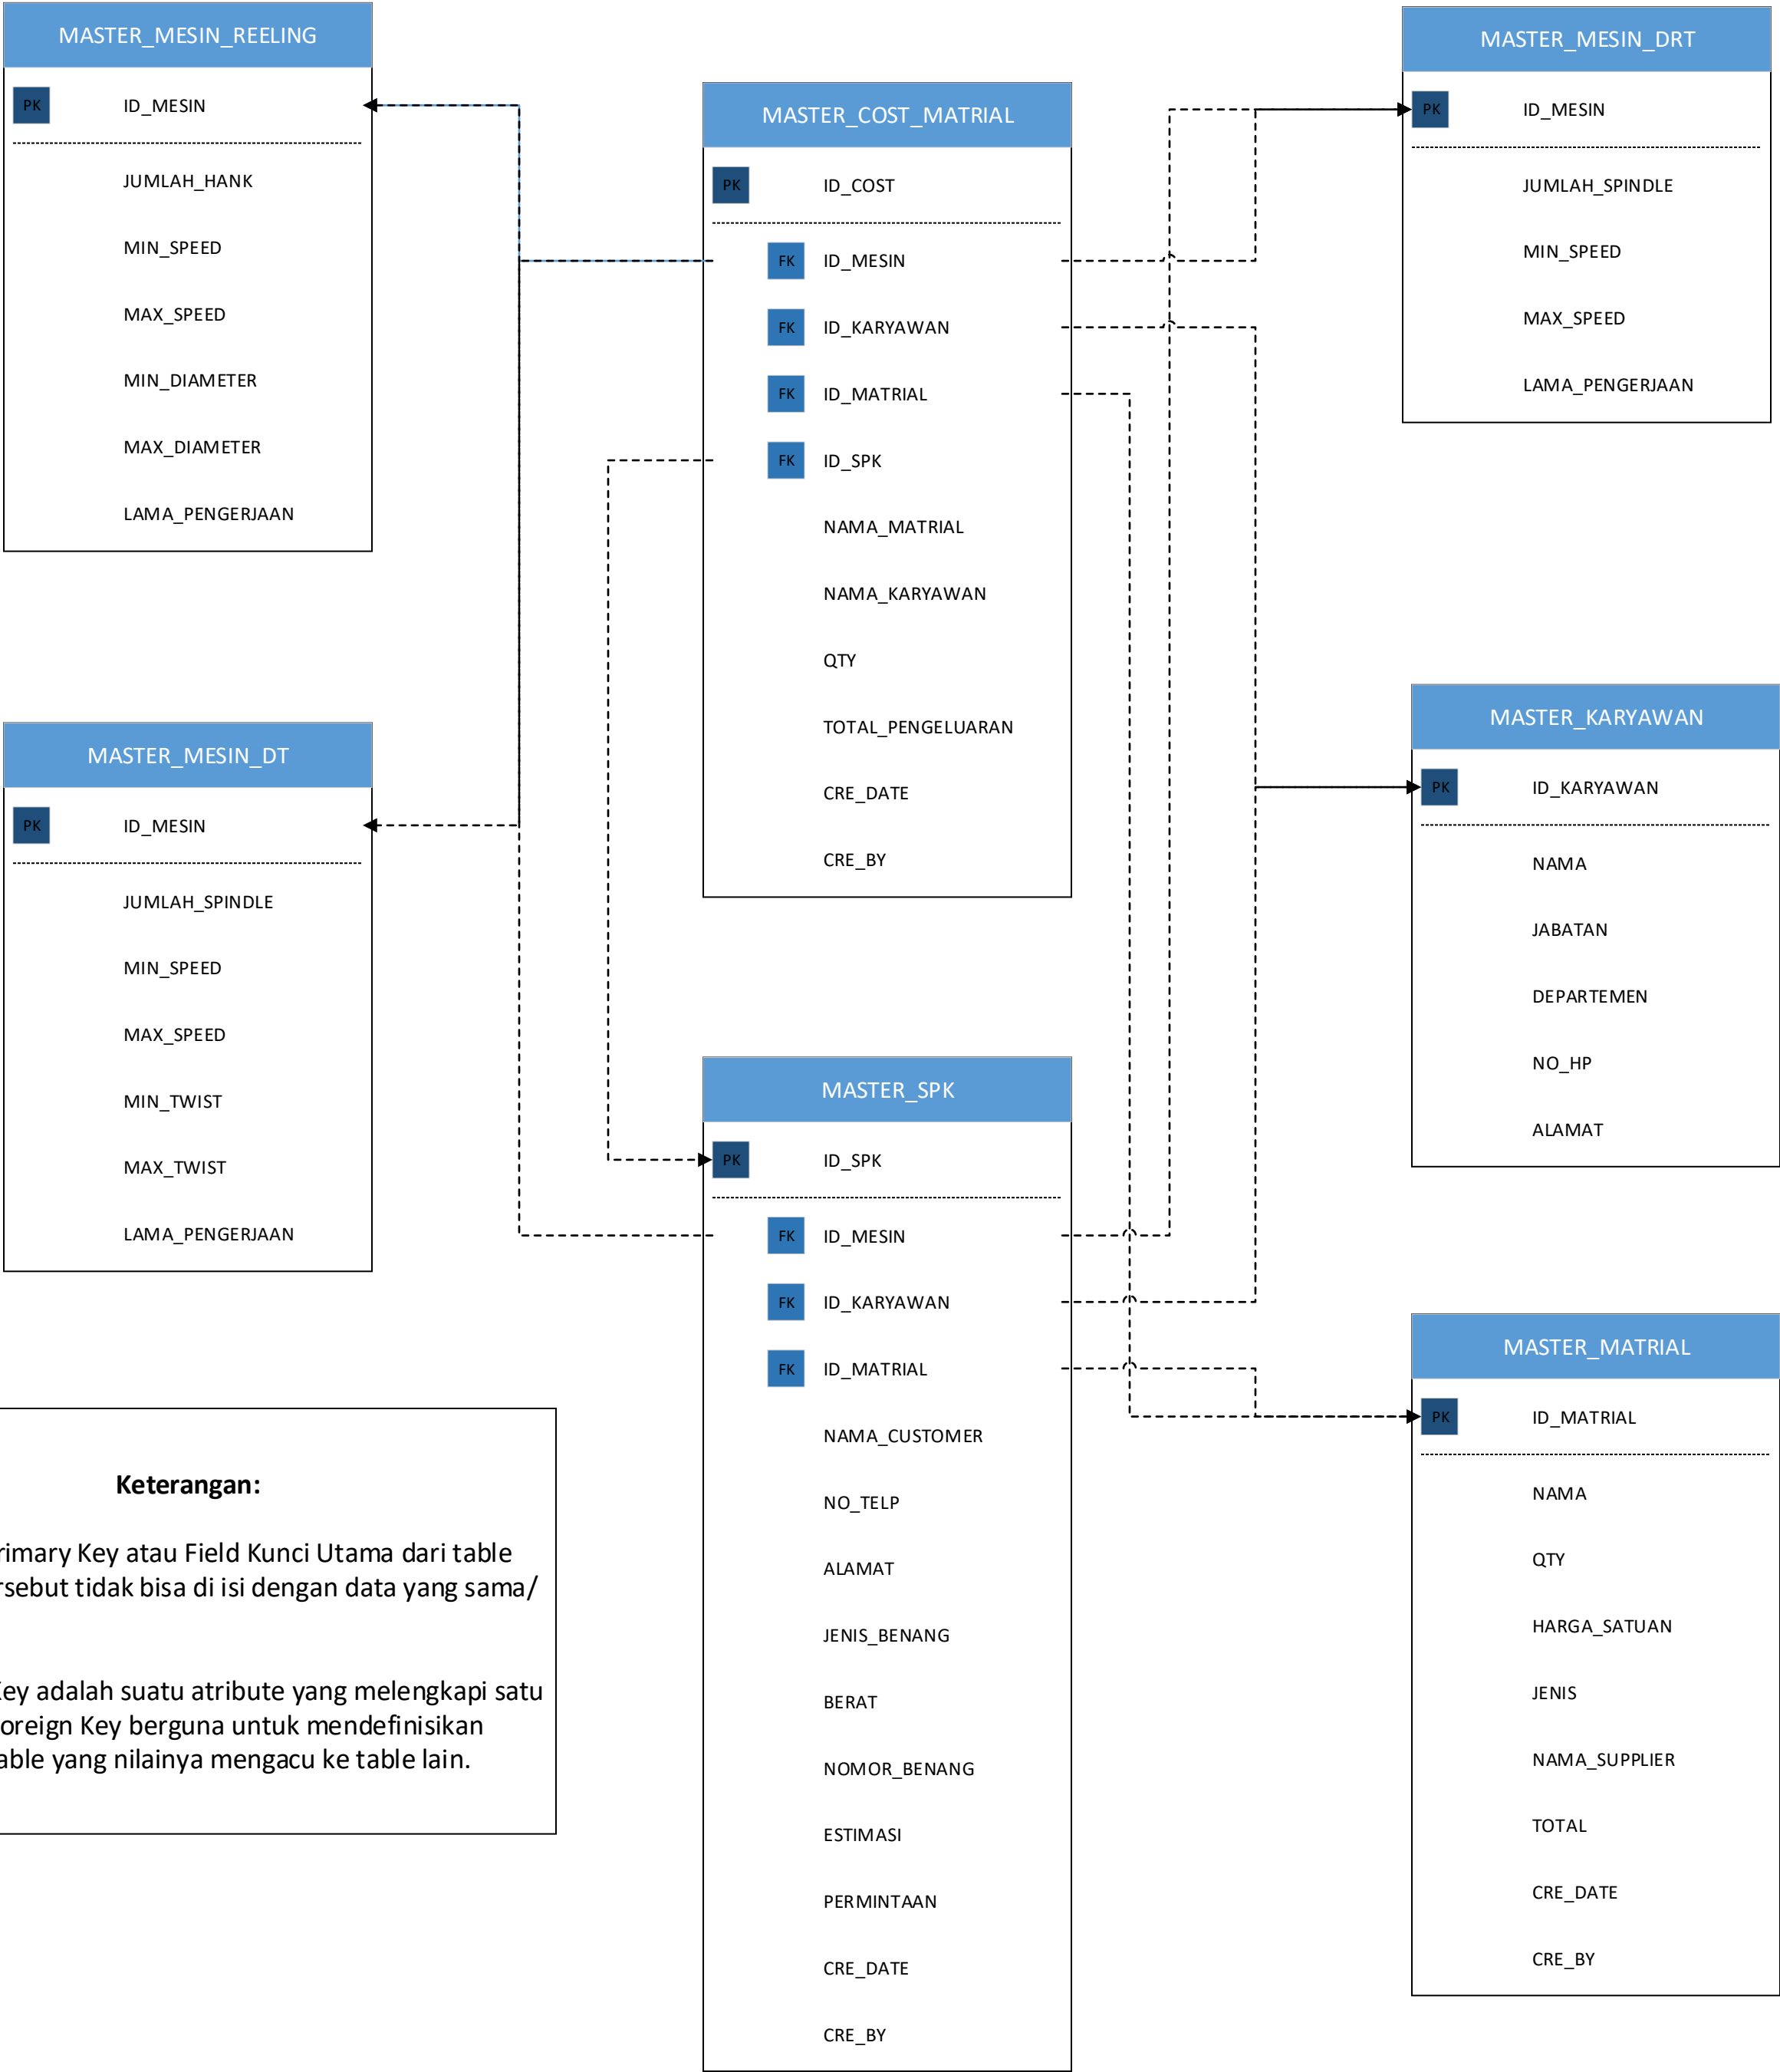 MASTER_MESIN_REELING
PK ID_MESIN
JUMLAH_HANK
MIN_SPEED
MAX_SPEED
MIN_DIAMETER
MAX_DIAMETER
LAMA_PENGERJAAN
MASTER_MESIN_DT
PK ID_MESIN
JUMLAH_SPINDLE
MIN_SPEED
MAX_SPEED
MIN_TWIST
MAX_TWIST
LAMA_PENGERJAAN
Keterangan:
rimary Key atau Field Kunci Utama dari table
rsebut tidak bisa di isi dengan data yang sama/
Key adalah suatu atribute yang melengkapi satu
oreign Key berguna untuk mendefinisikan
able yang nilainya mengacu ke table lain.
MASTER_COST_MATRIAL
PK ID_COST
FK ID_MESIN
FK ID_KARYAWAN
FK ID_MATRIAL
FK ID_SPK
NAMA_MATRIAL
NAMA_KARYAWAN
QTY
TOTAL_PENGELUARAN
CRE_DATE
CRE_BY
MASTER_SPK
PK ID_SPK
FK ID_MESIN
FK ID_KARYAWAN
FK ID_MATRIAL
NAMA_CUSTOMER
NO_TELP
ALAMAT
JENIS_BENANG
BERAT
NOMOR_BENANG
ESTIMASI
PERMINTAAN
CRE_DATE
CRE_BY
MASTER_MESIN_DRT
PK ID_MESIN
JUMLAH_SPINDLE
MIN_SPEED
MAX_SPEED
LAMA_PENGERJAAN
MASTER_KARYAWAN
PK ID_KARYAWAN
NAMA
JABATAN
DEPARTEMEN
NO_HP
ALAMAT
MASTER_MATRIAL
PK ID_MATRIAL
NAMA
QTY
HARGA_SATUAN
JENIS
NAMA_SUPPLIER
TOTAL
CRE_DATE
CRE_BY